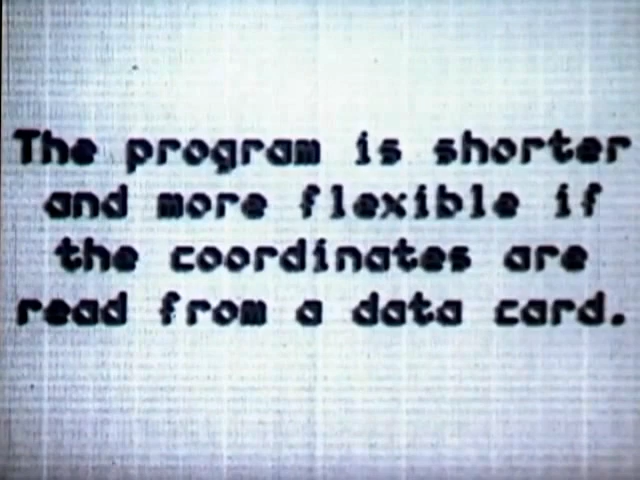 The program is shorter
and more flexible if
the coordinates are
read from a data card.